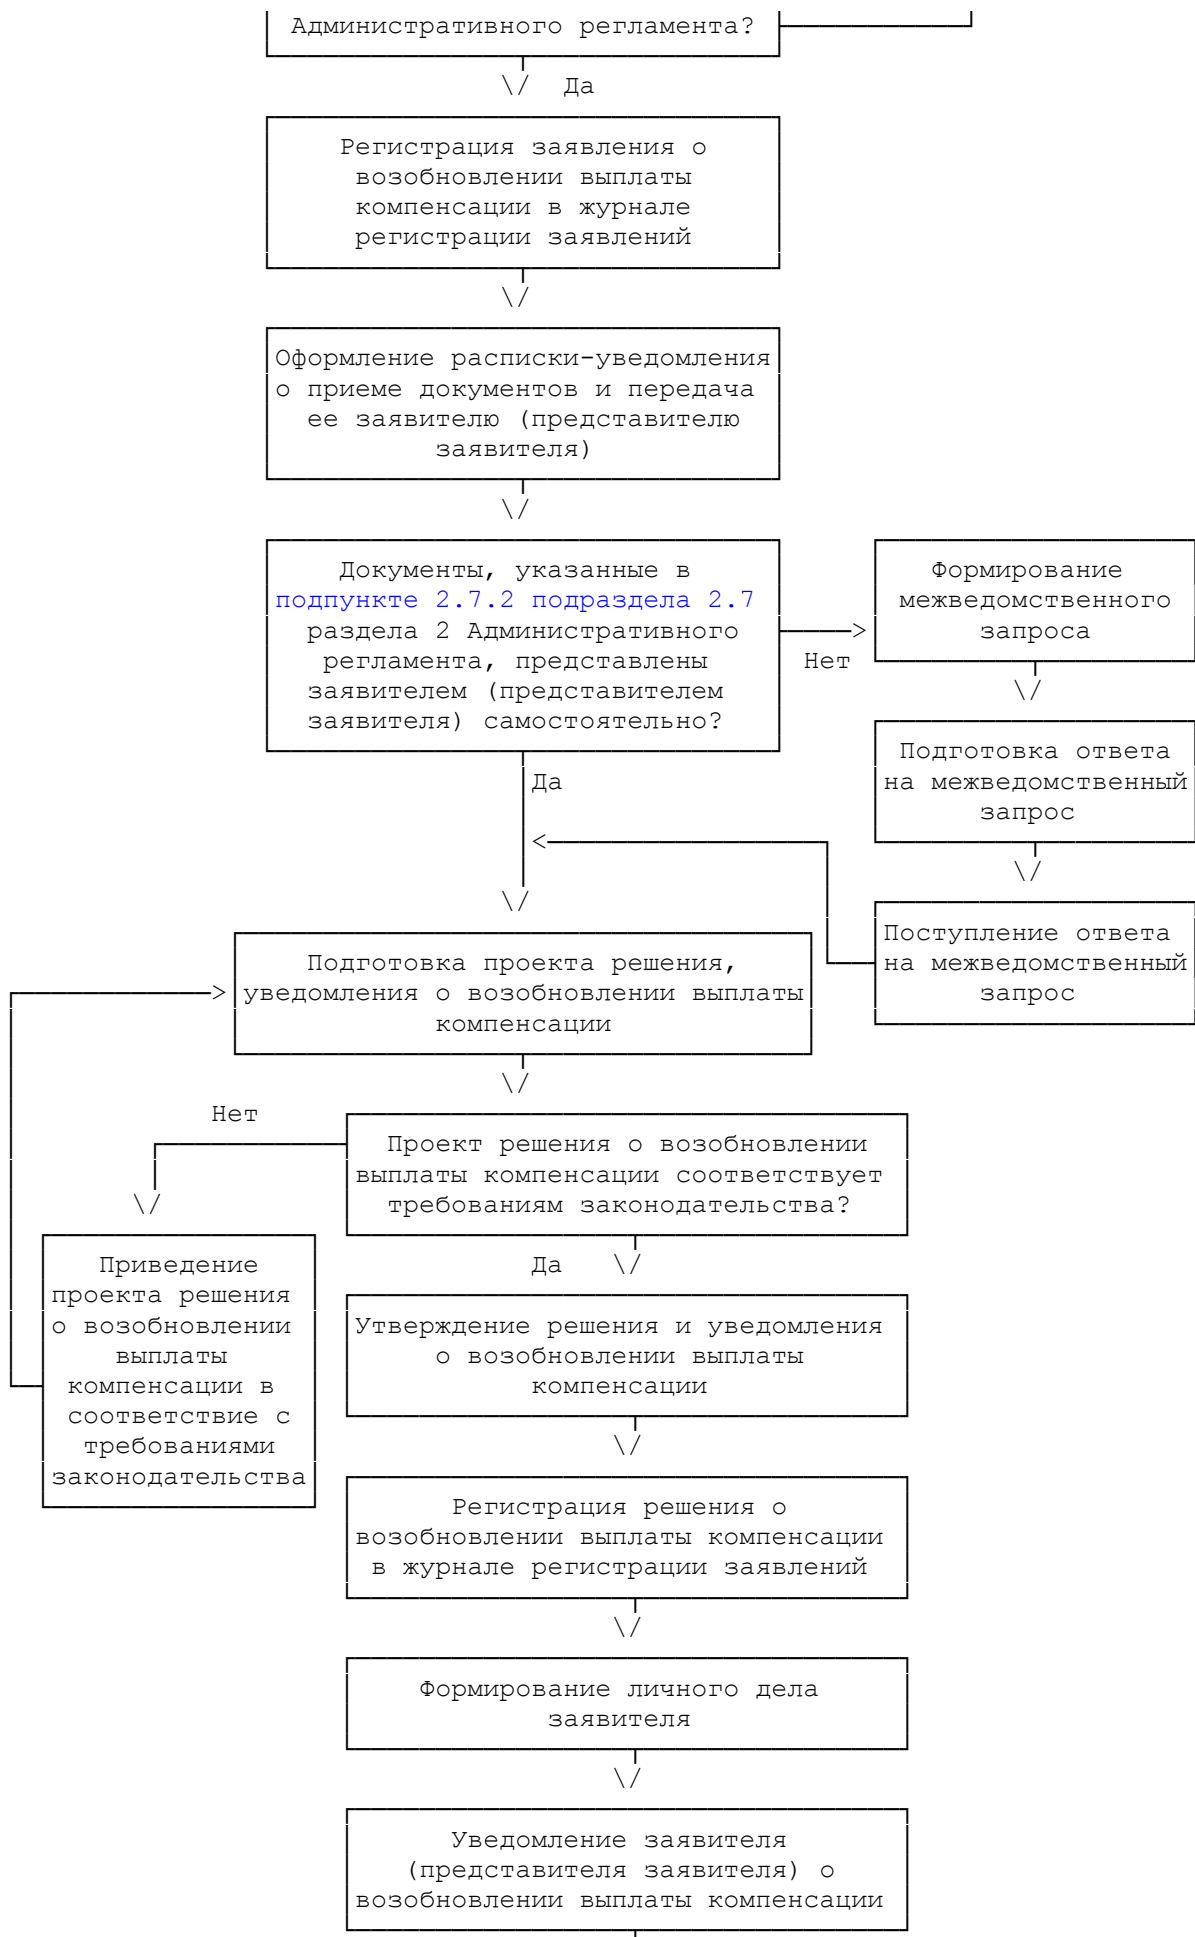 Административного регламента?
\/ Да
Регистрация заявления о
возобновлении выплаты
компенсации в журнале
регистрации заявлений
\/
Оформление расписки-уведомления
о приеме документов и передача
ее заявителю (представителю
заявителя)
\/
Документы, указанные в
подпункте 2.7.2 подраздела 2.7
раздела 2 Административного
регламента, представлены
заявителем (представителем
заявителя) самостоятельно?
>
Нет
Формирование
межведомственного
запроса
\/
Подготовка ответа
на межведомственный
запрос
\/
Поступление ответа
на межведомственный
запрос
Да
<
\/
Подготовка проекта решения,
> уведомления о возобновлении выплаты
компенсации
\/
Нет
Проект решения о возобновлении
выплаты компенсации соответствует
требованиям законодательства?
\/
Приведение
проекта решения
о возобновлении
выплаты
компенсации в
соответствие с
требованиями
законодательства
Да \/
Утверждение решения и уведомления
о возобновлении выплаты
компенсации
\/
Регистрация решения о
возобновлении выплаты компенсации
в журнале регистрации заявлений
\/
Формирование личного дела
заявителя
\/
Уведомление заявителя
(представителя заявителя) о
возобновлении выплаты компенсации